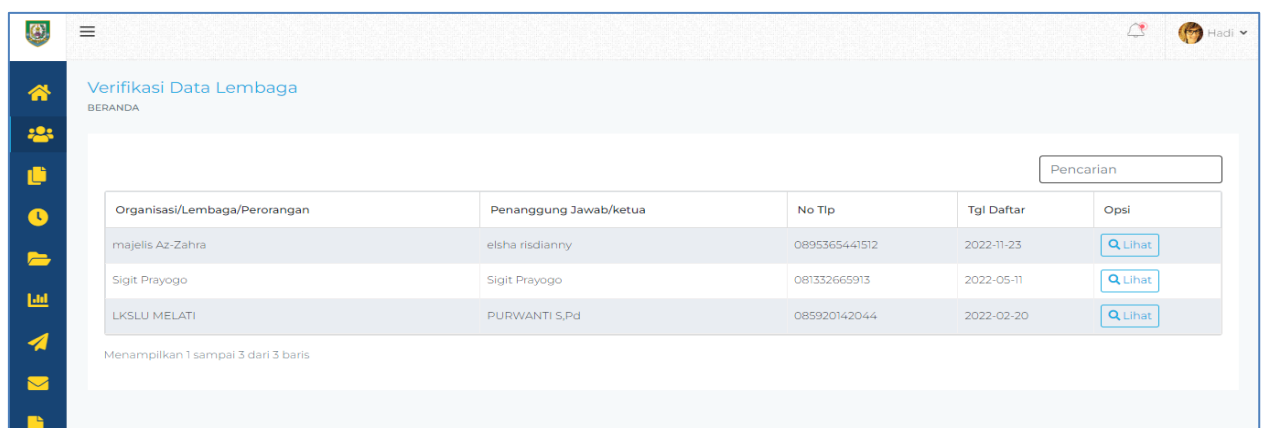 Hadi
Verifikasi Data Lembaga
BERANDA
Pencarian
Organisasi/Lembaga/Perorangan Penanggung Jawab/ketua No Tlp Tgl Daftar Opsi
majelis Az-Zahra elsha risdianny 0895365441512 2022-11-23 Lihat
Sigit Prayogo Sigit Prayogo 081332665913 2022-05-11 Lihat
LKSLU MELATI PURWANTI S,Pd 085920142044 2022-02-20 Lihat
Menampilkan 1 sampai 3 dari 3 baris